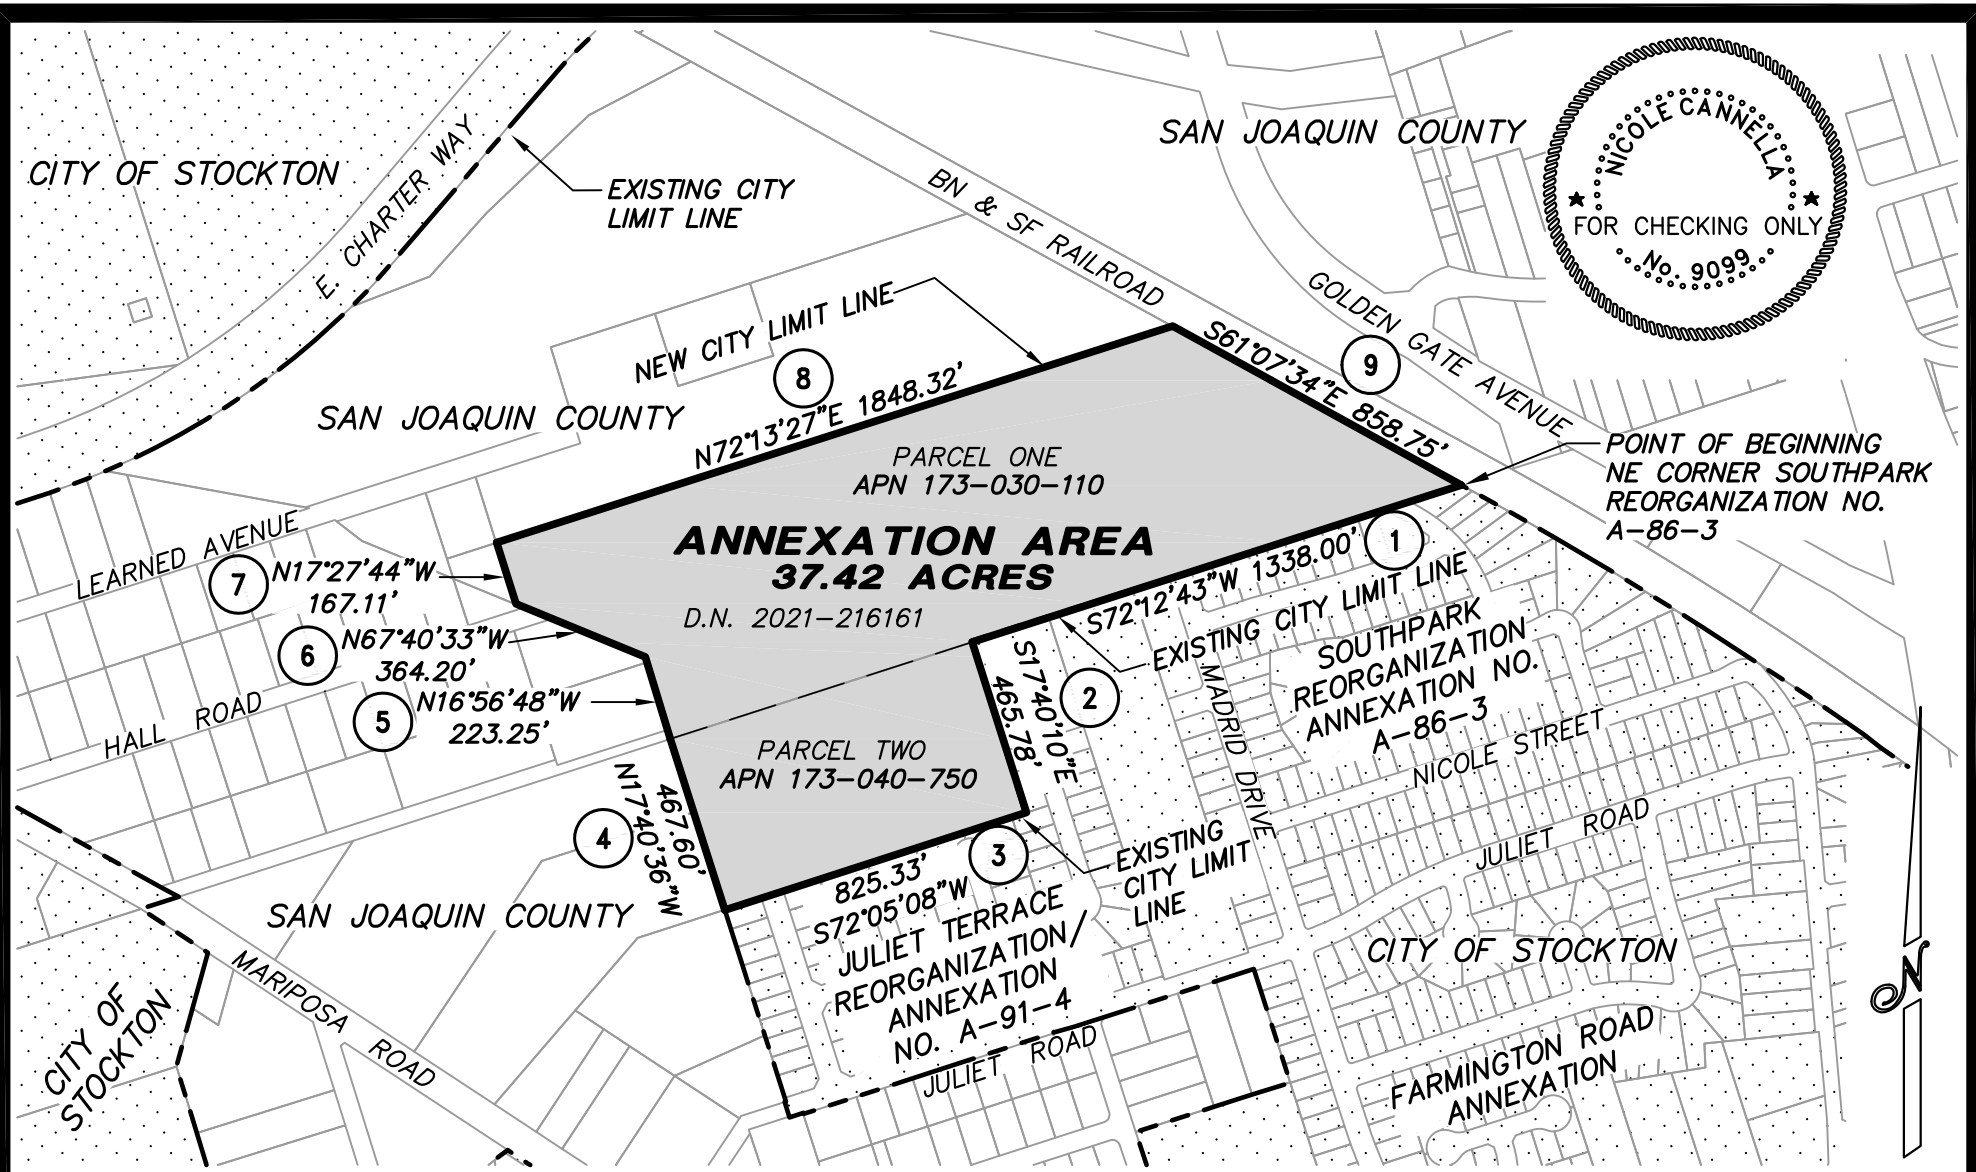 CITY OF STOCKTON
E. CHARTER WAY
EXISTING CITY
LIMIT LINE
BN & SF RAILROAD
SAN JOAQUIN COUNTY
NICOLE CANNELLA
FOR CHECKING ONLY
No. 9099
GOLDEN GATE AVENUE
NEW CITY LIMIT LINE
8
N72°13'27"E 1848.32'
S61°07'34"E 858.75'
9
SAN JOAQUIN COUNTY
POINT OF BEGINNING
NE CORNER SOUTHPARK
REORGANIZATION NO.
A-86-3
PARCEL ONE
APN 173-030-110
ANNEXATION AREA
37.42 ACRES
D.N. 2021-216161
LEARNED AVENUE
7
N17°27'44"W
167.11'
6
N67°40'33"W
364.20'
5
N16°56'48"W
223.25'
HALL ROAD
S72°12'43"W 1338.00'
1
EXISTING CITY LIMIT LINE
SOUTHPARK
REORGANIZATION
ANNEXATION NO.
A-86-3
S17°40'10"E
465.78'
2
MADRID DRIVE
NICOLE STREET
JULIET ROAD
PARCEL TWO
APN 173-040-750
4
467.60'
N17°40'36"W
3
825.33'
S72°05'08"W
EXISTING
CITY LIMIT
LINE
JULIET TERRACE
REORGANIZATION/
ANNEXATION
NO. A-91-4
JULIET ROAD
SAN JOAQUIN COUNTY
MARIPOSA ROAD
CITY OF
STOCKTON
CITY OF STOCKTON
FARMINGTON ROAD
ANNEXATION
N